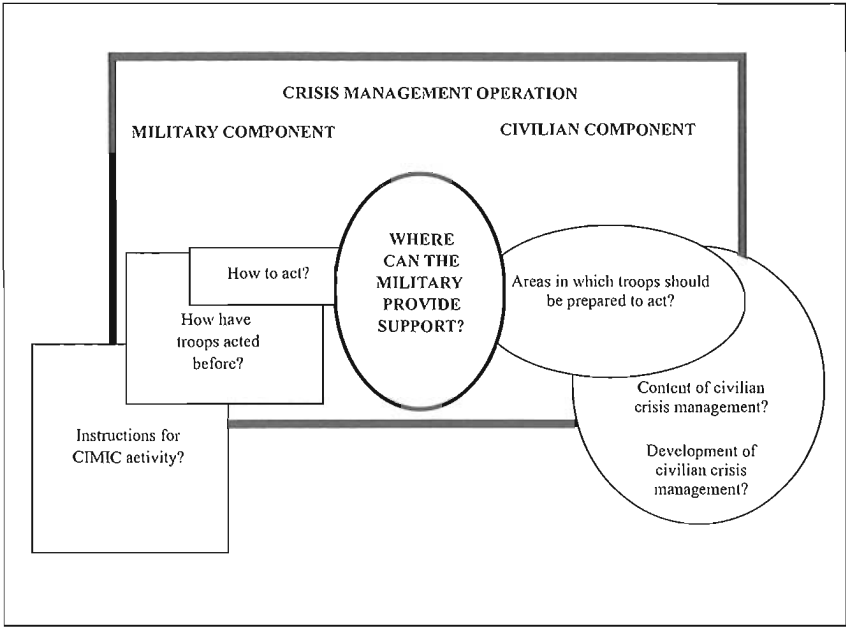 CRISIS MANAGEMENT OPERATION
MILITARY COMPONENT
CIVILIAN COMPONENT
WHERE
CAN THE
MILITARY
PROVIDE
SUPPORT?
How to act?
How have
troops acted
before?
Instructions for
CIMIC activity?
Areas in which troops should
be prepared to act?
Content of civilian
crisis management?
Development of
civilian crisis
management?